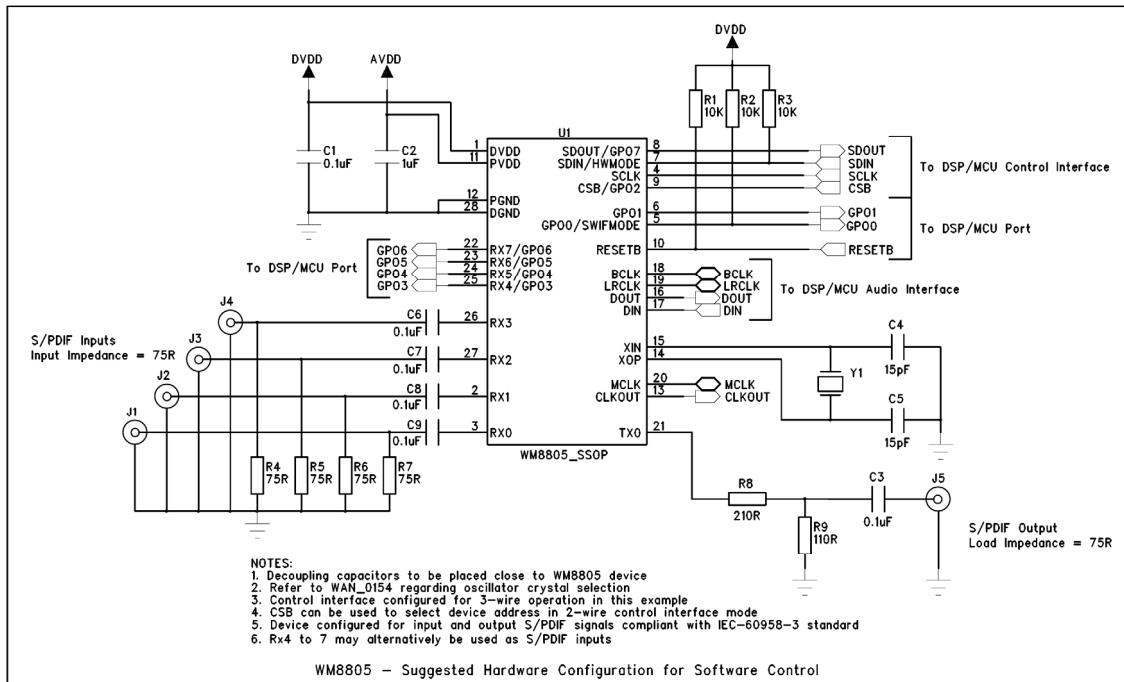 DVDD
AVDD
DVDD
R1
10K
R2
10K
R3
10K
C1
0.1uF
C2
1uF
U1
1 DVDD
11 PVDD
12 PGND
28 DGND
22 RX7/GPO6
23 RX6/GPO5
24 RX5/GPO4
25 RX4/GPO3
26 RX3
27 RX2
2 RX1
3 RX0
SDOUT/GPO7 8
SDIN/HWMODE 7
SCLK 4
CSB/GPO2 9
GPO1 6
GPO0/SWIFMODE 5
RESETB 10
BCLK 18
LRCLK 19
DOUT 16
DIN 17
XIN 15
XOP 14
MCLK 20
CLKOUT 13
TX0 21
WM8805_SSOP
SDOUT
SDIN
SCLK
CSB
To DSP/MCU Control Interface
GPO1
GPO0
RESETB
To DSP/MCU Port
BCLK
LRCLK
DOUT
DIN
To DSP/MCU Audio Interface
MCLK
CLKOUT
GPO6
GPO5
GPO4
GPO3
To DSP/MCU Port
S/PDIF Inputs
Input Impedance = 75R
J4
J3
J2
J1
C6
0.1uF
C7
0.1uF
C8
0.1uF
C9
0.1uF
R4
75R
R5
75R
R6
75R
R7
75R
C4
15pF
Y1
C5
15pF
R8
210R
R9
110R
C3
0.1uF
J5
S/PDIF Output
Load Impedance = 75R
NOTES:
1. Decoupling capacitors to be placed close to WM8805 device
2. Refer to WAN_0154 regarding oscillator crystal selection
3. Control interface configured for 3-wire operation in this example
4. CSB can be used to select device address in 2-wire control interface mode
5. Device configured for input and output S/PDIF signals compliant with IEC-60958-3 standard
6. Rx4 to 7 may alternatively be used as S/PDIF inputs
WM8805 - Suggested Hardware Configuration for Software Control